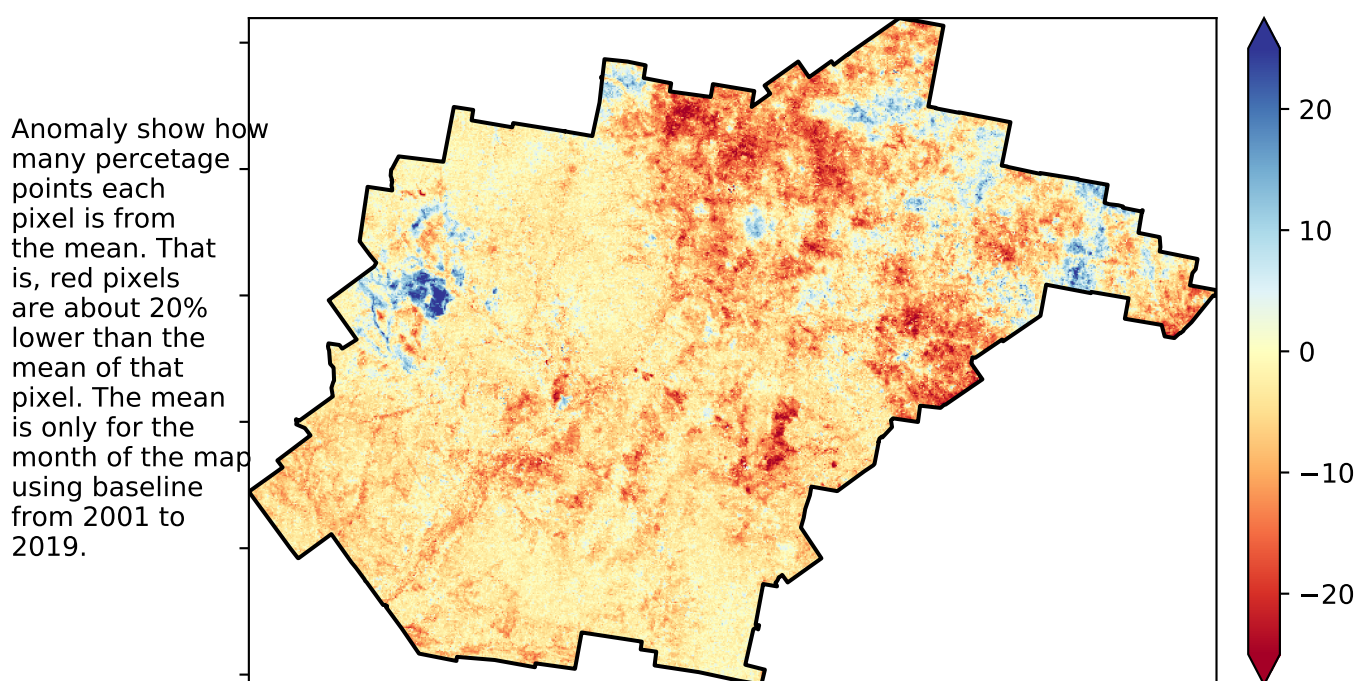 Anomaly show how
many percetage
points each
pixel is from
the mean. That
is, red pixels
are about 20%
lower than the
mean of that
pixel. The mean
is only for the
month of the map
using baseline
from 2001 to
2019.
20
10
0
−10
−20